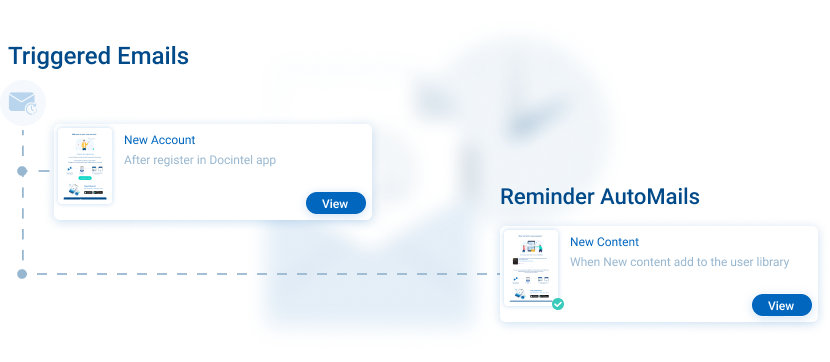 Triggered Emails
New Account
After register in Docintel app
View
Reminder AutoMails
New Content
When New content add to the user library
View